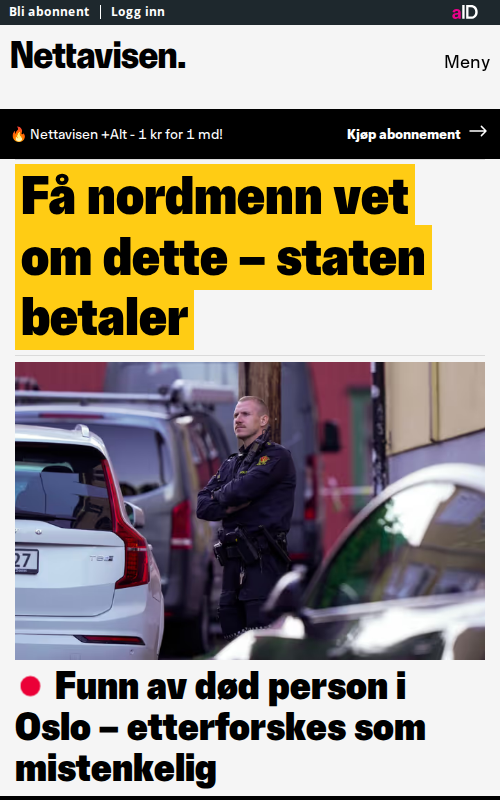 Bli abonnent | Logg inn
aID
Nettavisen.
Meny
🔥 Nettavisen +Alt - 1 kr for 1 md!
Kjøp abonnement →
Få nordmenn vet
om dette – staten
betaler
27
Funn av død person i
Oslo – etterforskes som
mistenkelig